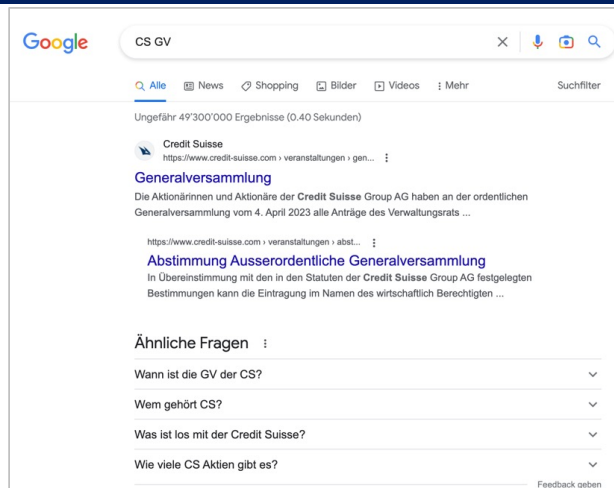 Google
CS GV
Alle News Shopping Bilder Videos Mehr Suchfilter
Ungefähr 49'300'000 Ergebnisse (0.40 Sekunden)
Credit Suisse
https://www.credit-suisse.com › veranstaltungen › gen...
Generalversammlung
Die Aktionärinnen und Aktionäre der Credit Suisse Group AG haben an der ordentlichen
Generalversammlung vom 4. April 2023 alle Anträge des Verwaltungsrats ...
https://www.credit-suisse.com › veranstaltungen › abst...
Abstimmung Ausserordentliche Generalversammlung
In Übereinstimmung mit den in den Statuten der Credit Suisse Group AG festgelegten
Bestimmungen kann die Eintragung im Namen des wirtschaftlich Berechtigten ...
Ähnliche Fragen
Wann ist die GV der CS?
Wem gehört CS?
Was ist los mit der Credit Suisse?
Wie viele CS Aktien gibt es?
Feedback geben